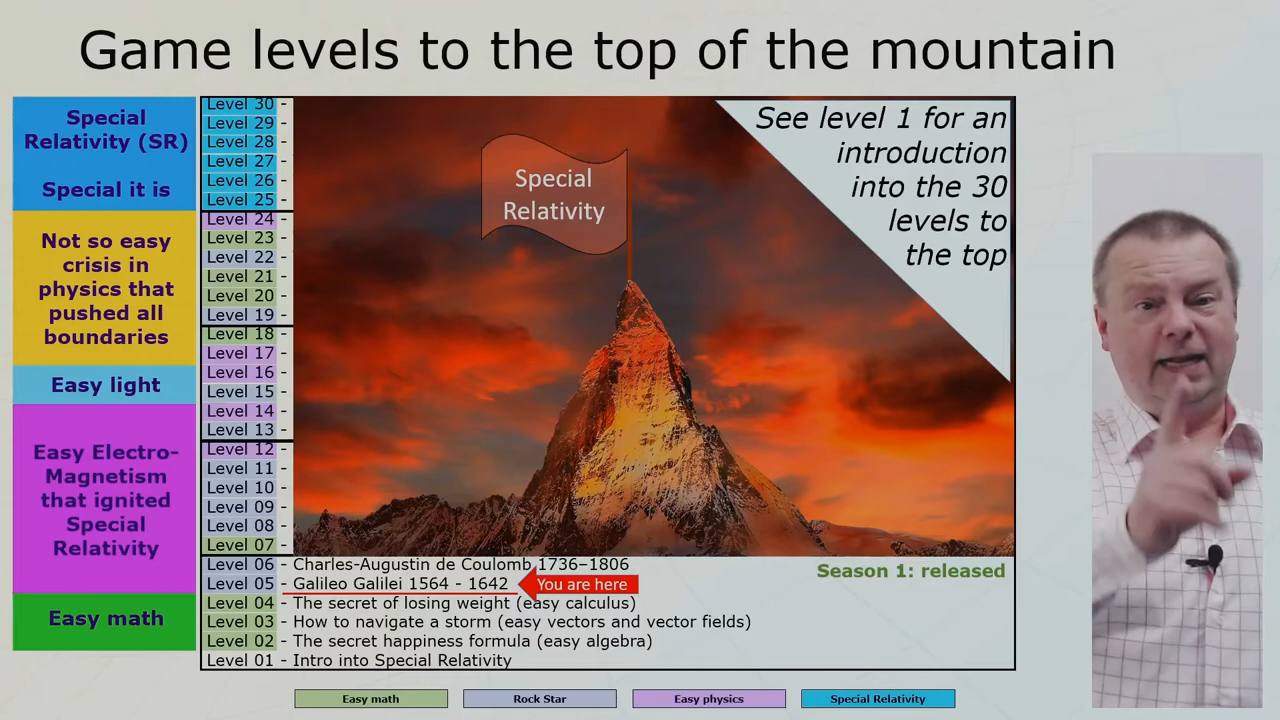 Game levels to the top of the mountain
Special
Relativity (SR)
Special it is
Not so easy
crisis in
physics that
pushed all
boundaries
Easy light
Easy Electro-
Magnetism
that ignited
Special
Relativity
Easy math
Level 30 -
Level 29 -
Level 28 -
Level 27 -
Level 26 -
Level 25 -
Level 24 -
Level 23 -
Level 22 -
Level 21 -
Level 20 -
Level 19 -
Level 18 -
Level 17 -
Level 16 -
Level 15 -
Level 14 -
Level 13 -
Level 12 -
Level 11 -
Level 10 -
Level 09 -
Level 08 -
Level 07 -
Level 06 - Charles-Augustin de Coulomb 1736–1806
Level 05 - Galileo Galilei 1564 - 1642
You are here
Level 04 - The secret of losing weight (easy calculus)
Level 03 - How to navigate a storm (easy vectors and vector fields)
Level 02 - The secret happiness formula (easy algebra)
Level 01 - Intro into Special Relativity
Special
Relativity
See level 1 for an
introduction
into the 30
levels to
the top
Season 1: released
Easy math
Rock Star
Easy physics
Special Relativity